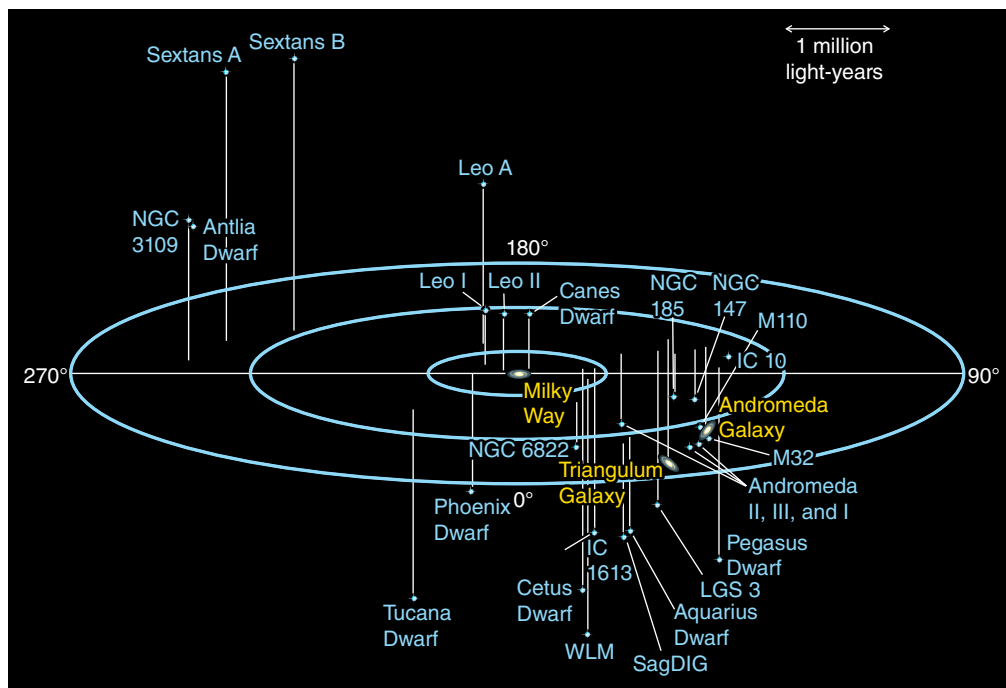 Sextans A
Sextans B
1 million
light-years
Leo A
NGC
3109
Antlia
Dwarf
180°
Leo I
Leo II
Canes
Dwarf
NGC
185
NGC
147
M110
IC 10
270°
90°
Milky
Way
Andromeda
Galaxy
NGC 6822
Triangulum
Galaxy
M32
Andromeda
II, III, and I
Phoenix
Dwarf
0°
IC
1613
Pegasus
Dwarf
LGS 3
Cetus
Dwarf
Tucana
Dwarf
Aquarius
Dwarf
WLM
SagDIG